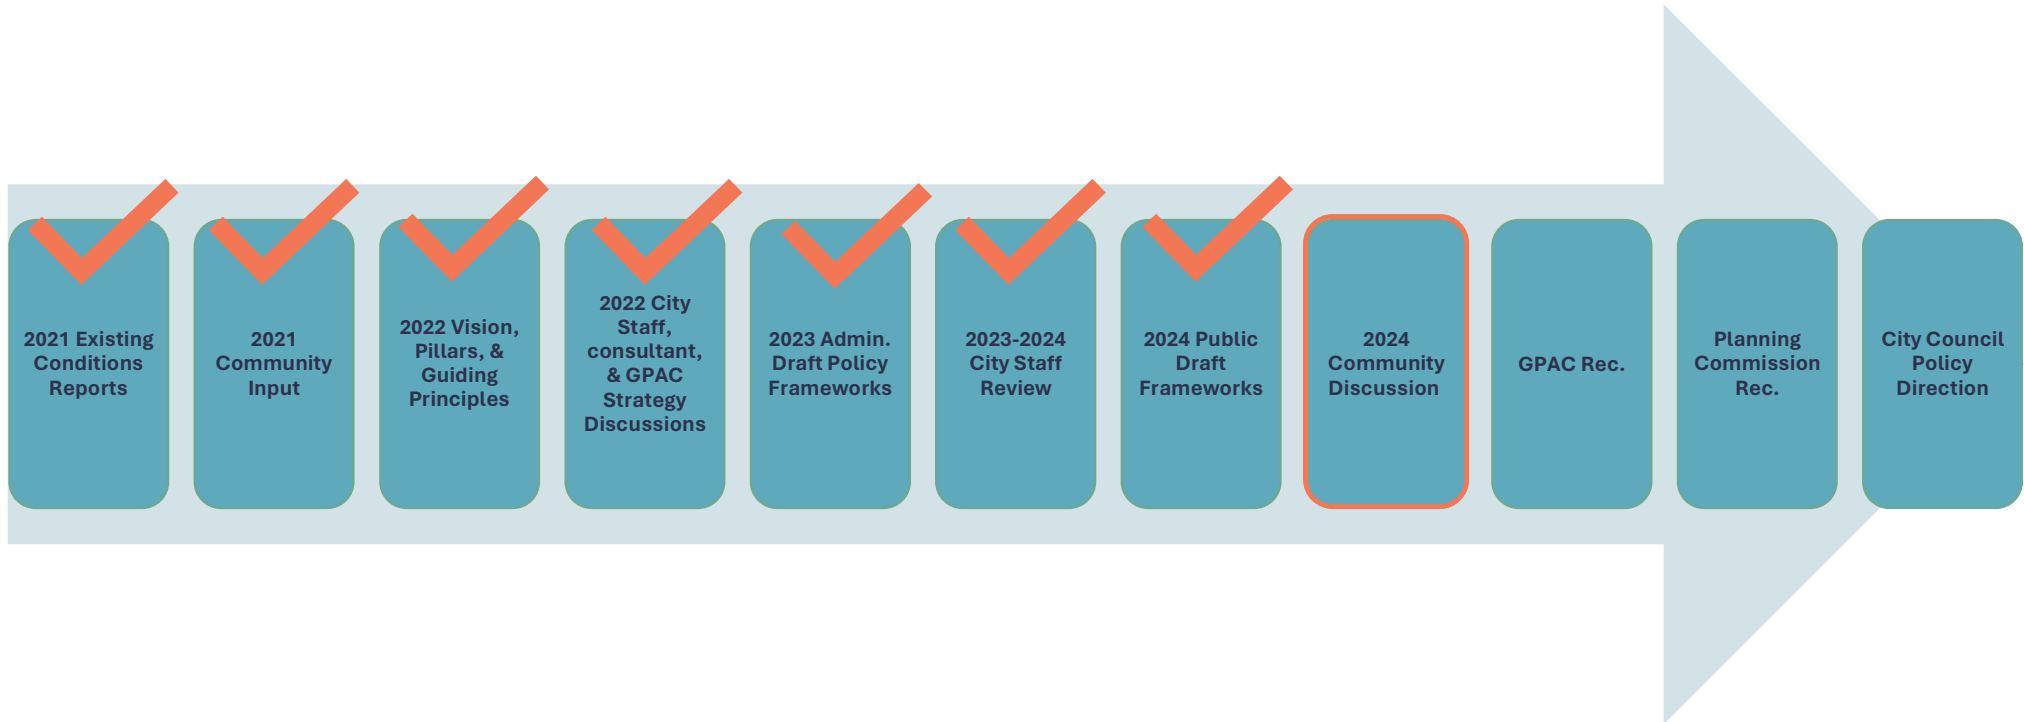 2021 Existing
Conditions
Reports
2021
Community
Input
2022 Vision,
Pillars, &
Guiding
Principles
2022 City
Staff,
consultant,
& GPAC
Strategy
Discussions
2023 Admin.
Draft Policy
Frameworks
2023-2024
City Staff
Review
2024 Public
Draft
Frameworks
2024
Community
Discussion
GPAC Rec.
Planning
Commission
Rec.
City Council
Policy
Direction